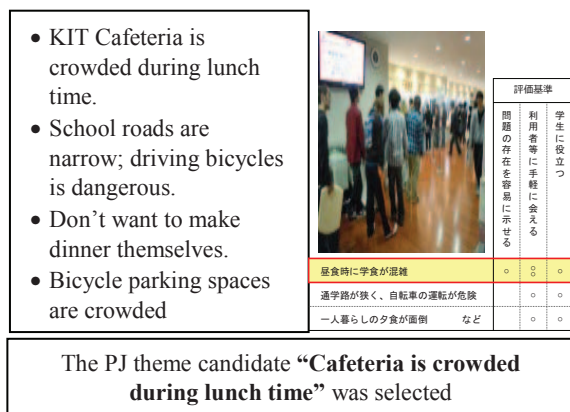 • KIT Cafeteria is
crowded during lunch
time.
• School roads are
narrow; driving bicycles
is dangerous.
• Don't want to make
dinner themselves.
• Bicycle parking spaces
are crowded
評価基準
問題の存在を容易に示せる
利用者等に手軽に会える
学生に役立つ
昼食時に学食が混雑 ○ ◎ ○
通学路が狭く、自転車の運転が危険 ○ ○
一人暮らしの夕食が面倒 など ○ ○
The PJ theme candidate “Cafeteria is crowded
during lunch time” was selected